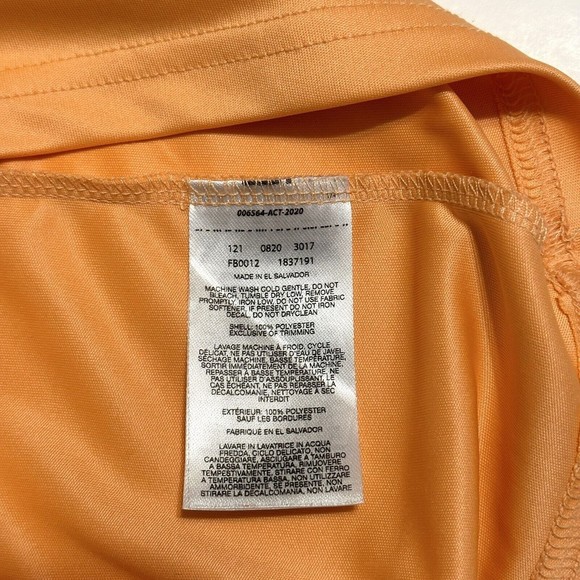 006564-ACT-2020
121 0820 3017
FB0012 1837191
MADE IN EL SALVADOR
MACHINE WASH COLD GENTLE, DO NOT
BLEACH, TUMBLE DRY LOW, REMOVE
PROMPTLY, IRON LOW, DO NOT USE FABRIC
SOFTENER, IF PRESENT DO NOT IRON
DECAL, DO NOT DRYCLEAN
SHELL: 100% POLYESTER
EXCLUSIVE OF TRIMMING
LAVAGE MACHINE À FROID, CYCLE
DÉLICAT, NE PAS UTILISER D'EAU DE JAVEL,
SÉCHAGE MACHINE, BASSE TEMPÉRATURE,
SORTIR IMMÉDIATEMENT DE LA MACHINE,
REPASSER À BASSE TEMPÉRATURE, NE
PAS UTILISER D'ASSOUPLISSANT, LE
CAS ÉCHÉANT, NE PAS REPASSER LA
DÉCALCOMANIE, NETTOYAGE A SEC
INTERDIT
EXTÉRIEUR: 100% POLYESTER
SAUF LES BORDURES
FABRIQUÉ EN EL SALVADOR
LAVARE IN LAVATRICE IN ACQUA
FREDDA, CICLO DELICATO, NON
CANDEGGIARE, ASCIUGARE A TAMBURO
A BASSA TEMPERATURA, RIMUOVERE
TEMPESTIVAMENTE, STIRARE CON FERRO
A TEMPERATURA BASSA, NON UTILIZZARE
AMMORBIDENTE, SE PRESENTE, NON
STIRARE LA DECALCOMANIA, NON LAVARE